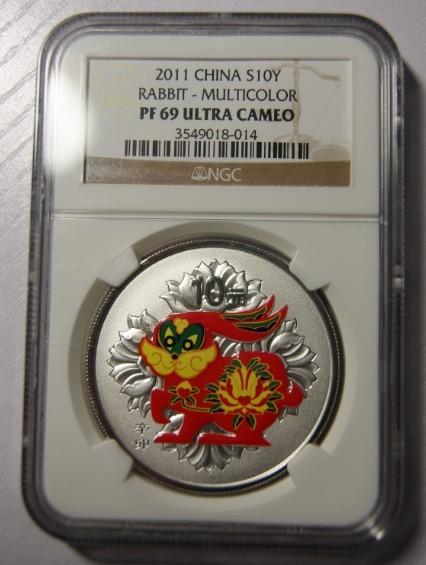 2011 CHINA S10Y
RABBIT - MULTICOLOR
PF 69 ULTRA CAMEO
3549018-014
NGC
10元
辛
卯